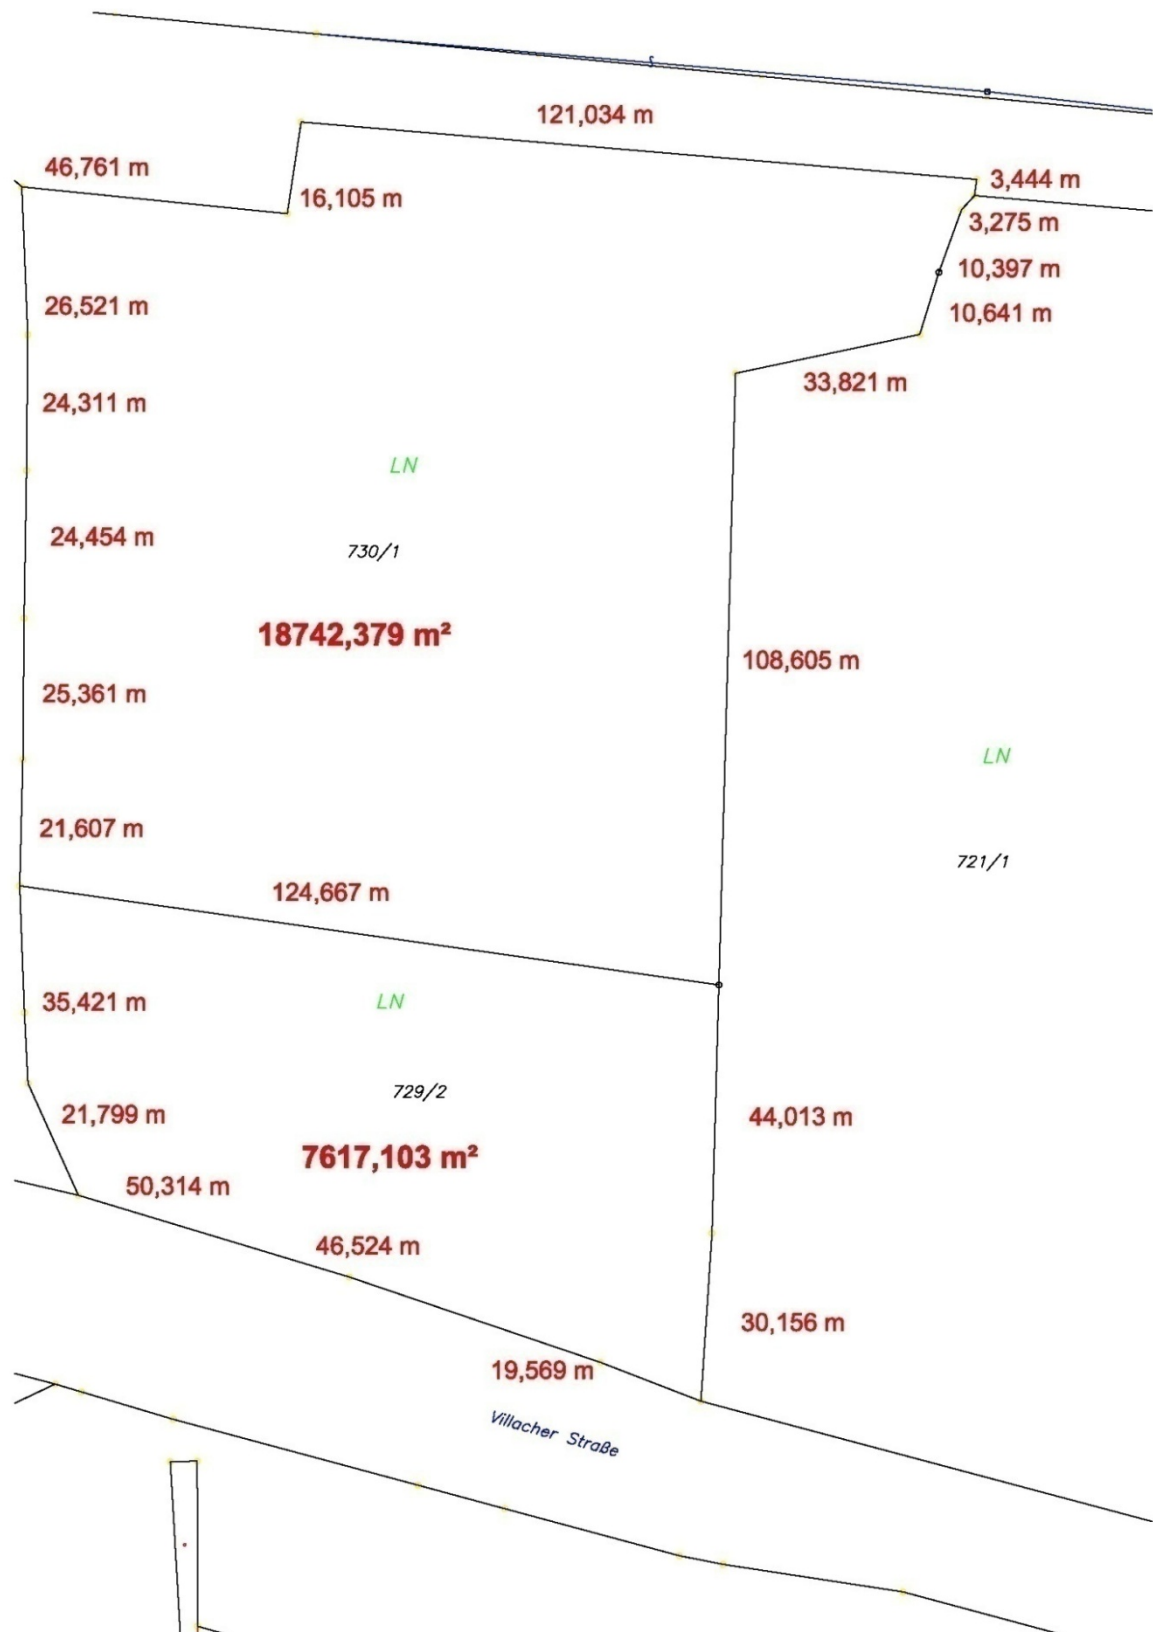 121,034 m
46,761 m
3,444 m
16,105 m
3,275 m
10,397 m
26,521 m
10,641 m
33,821 m
24,311 m
LN
24,454 m
730/1
18742,379 m²
108,605 m
25,361 m
LN
21,607 m
721/1
124,667 m
35,421 m
LN
729/2
21,799 m
44,013 m
7617,103 m²
50,314 m
46,524 m
30,156 m
19,569 m
Villacher Straße